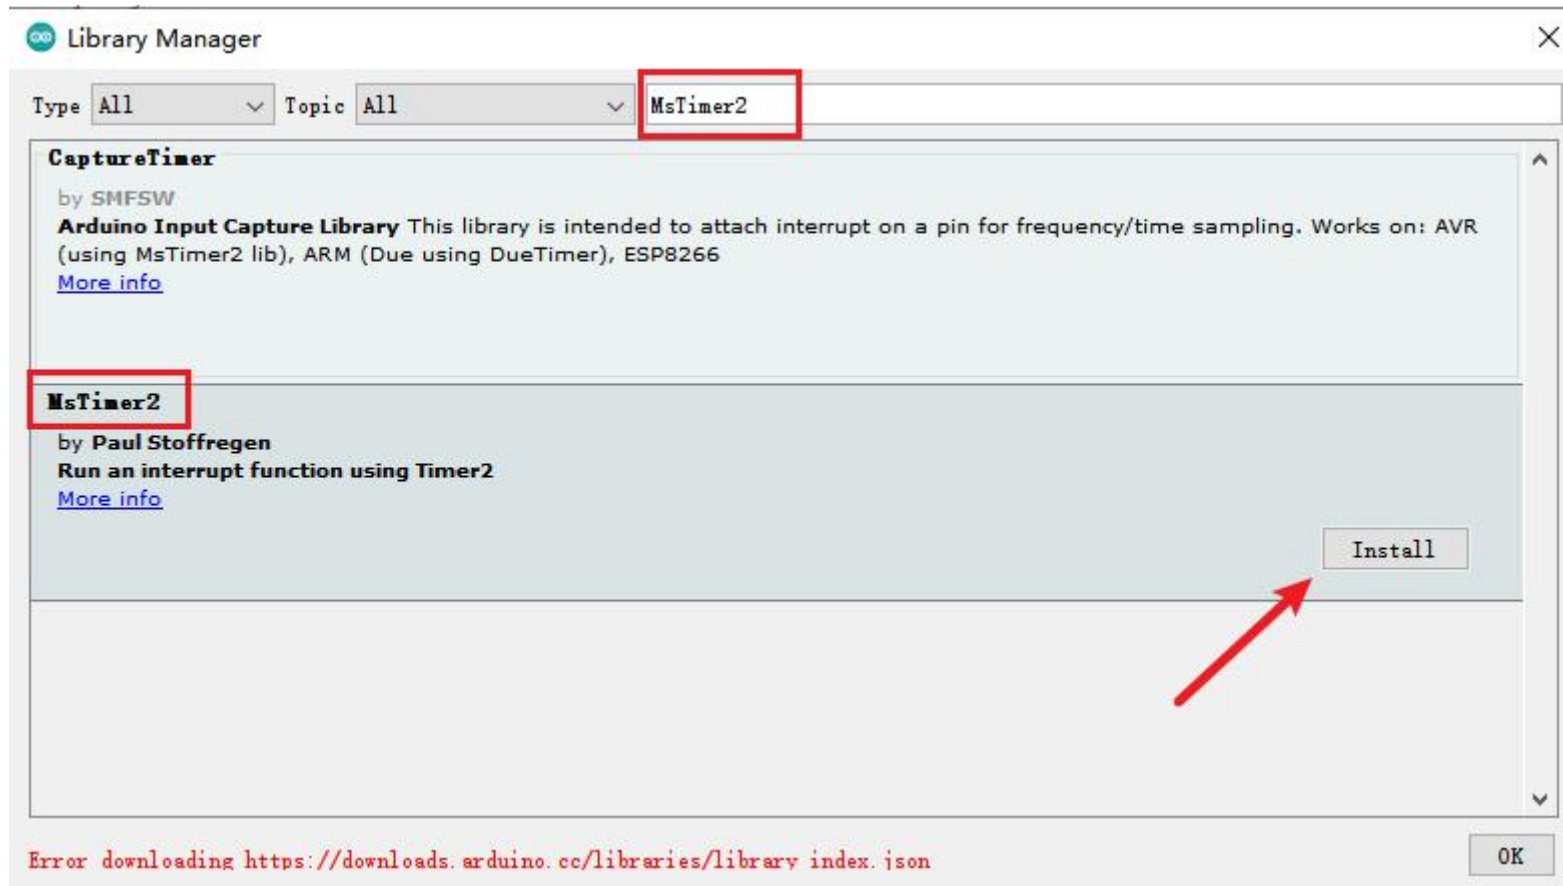 Library Manager
Type All Topic All MsTimer2
CaptureTimer
by SMFSW
Arduino Input Capture Library This library is intended to attach interrupt on a pin for frequency/time sampling. Works on: AVR
(using MsTimer2 lib), ARM (Due using DueTimer), ESP8266
More info
MsTimer2
by Paul Stoffregen
Run an interrupt function using Timer2
More info
Install
Error downloading https://downloads.arduino.cc/libraries/library_index.json
OK